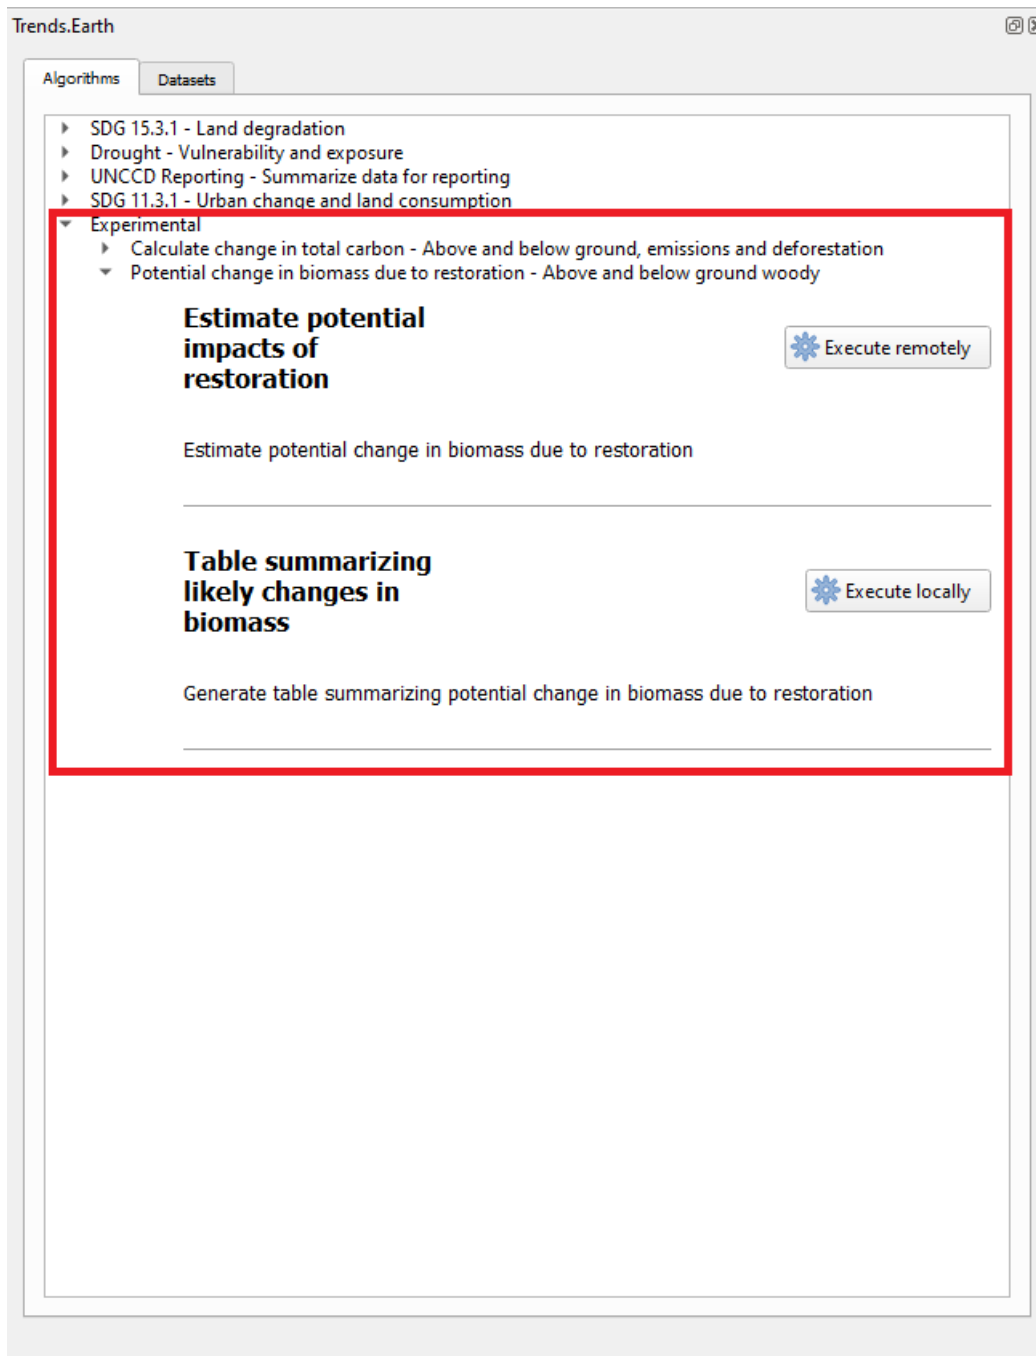 Trends.Earth
Algorithms
Datasets
SDG 15.3.1 - Land degradation
Drought - Vulnerability and exposure
UNCCD Reporting - Summarize data for reporting
SDG 11.3.1 - Urban change and land consumption
Experimental
Calculate change in total carbon - Above and below ground, emissions and deforestation
Potential change in biomass due to restoration - Above and below ground woody
Estimate potential
impacts of
restoration
Execute remotely
Estimate potential change in biomass due to restoration
Table summarizing
likely changes in
biomass
Execute locally
Generate table summarizing potential change in biomass due to restoration